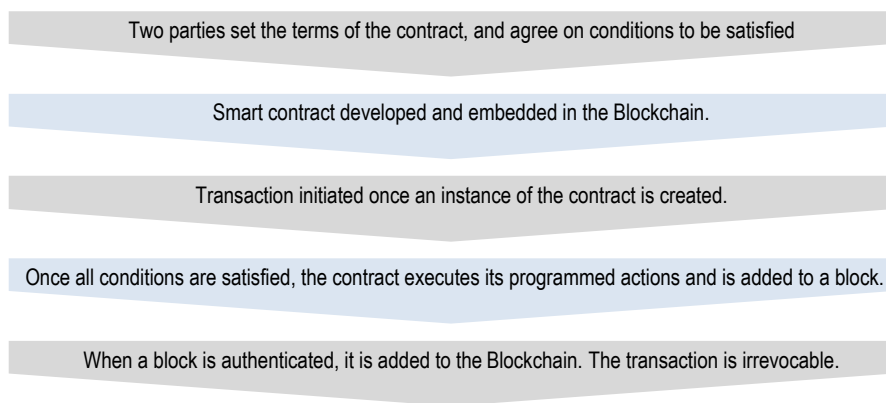 Two parties set the terms of the contract, and agree on conditions to be satisfied
Smart contract developed and embedded in the Blockchain.
Transaction initiated once an instance of the contract is created.
Once all conditions are satisfied, the contract executes its programmed actions and is added to a block.
When a block is authenticated, it is added to the Blockchain. The transaction is irrevocable.